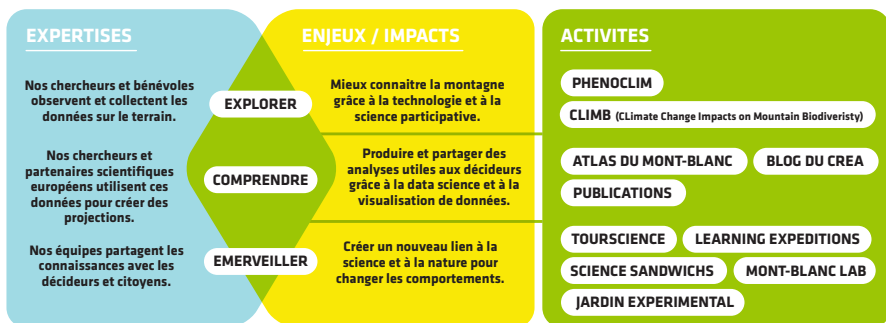 EXPERTISES
Nos chercheurs et bénévoles
observent et collectent les
données sur le terrain.
Nos chercheurs et
partenaires scientifiques
européens utilisent ces
données pour créer des
projections.
Nos équipes partagent les
connaissances avec les
décideurs et citoyens.
EXPLORER
COMPRENDRE
EMERVEILLER
ENJEUX / IMPACTS
Mieux connaitre la montagne
grâce à la technologie et à la
science participative.
Produire et partager des
analyses utiles aux décideurs
grâce à la data science et à la
visualisation de données.
Créer un nouveau lien à la
science et à la nature pour
changer les comportements.
ACTIVITES
PHENOCLIM
CLIMB (CLimate Change Impacts on Mountain Biodiveristy)
ATLAS DU MONT-BLANC BLOG DU CREA
PUBLICATIONS
TOURSCIENCE LEARNING EXPEDITIONS
SCIENCE SANDWICHS MONT-BLANC LAB
JARDIN EXPERIMENTAL